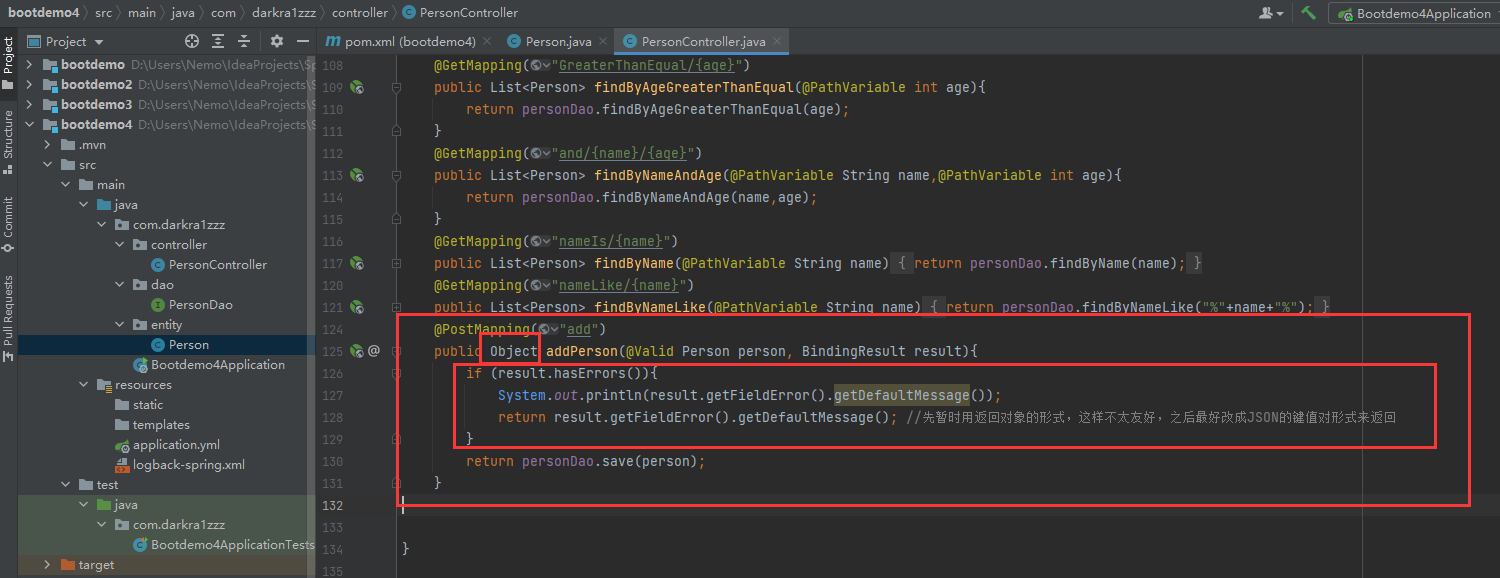 bootdemo4 src main java com darkra1zzz controller PersonController
Bootdemo4Application
Project
pom.xml (bootdemo4)
Person.java
PersonController.java
Project
Structure
Commit
Pull Requests
bootdemo D:\Users\Nemo\IdeaProjects\S
bootdemo2 D:\Users\Nemo\IdeaProjects\
bootdemo3 D:\Users\Nemo\IdeaProjects\
bootdemo4 D:\Users\Nemo\IdeaProjects\
.mvn
src
main
java
com.darkra1zzz
controller
PersonController
dao
PersonDao
entity
Person
Bootdemo4Application
resources
static
templates
application.yml
logback-spring.xml
test
java
com.darkra1zzz
Bootdemo4ApplicationTests
target
108 @GetMapping("GreaterThanEqual/{age}")
109 public List<Person> findByAgeGreaterThanEqual(@PathVariable int age){
110 return personDao.findByAgeGreaterThanEqual(age);
111 }
112 @GetMapping("and/{name}/{age}")
113 public List<Person> findByNameAndAge(@PathVariable String name,@PathVariable int age){
114 return personDao.findByNameAndAge(name,age);
115 }
116 @GetMapping("nameIs/{name}")
117 public List<Person> findByName(@PathVariable String name) { return personDao.findByName(name); }
120 @GetMapping("nameLike/{name}")
121 public List<Person> findByNameLike(@PathVariable String name) { return personDao.findByNameLike("%"+name+"%"); }
124 @PostMapping("add")
125 @ public Object addPerson(@Valid Person person, BindingResult result){
126 if (result.hasErrors()){
127 System.out.println(result.getFieldError().getDefaultMessage());
128 return result.getFieldError().getDefaultMessage(); //先暂时用返回对象的形式，这样不太友好，之后最好改成JSON的键值对形式来返回
129 }
130 return personDao.save(person);
131 }
132
133
134 }
135